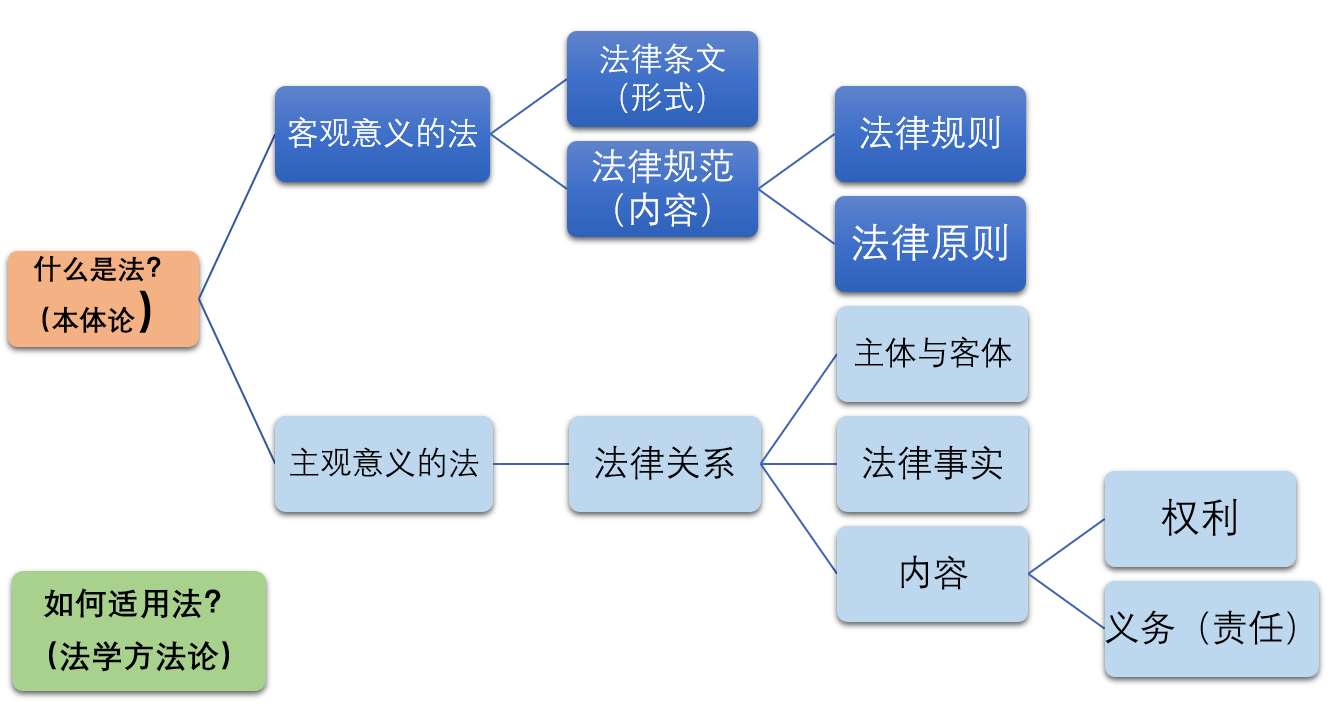 法律条文
（形式）
客观意义的法
法律规则
法律规范
（内容）
法律原则
什么是法？
（本体论）
主体与客体
主观意义的法
法律关系
法律事实
权利
内容
如何适用法？
（法学方法论）
义务（责任）